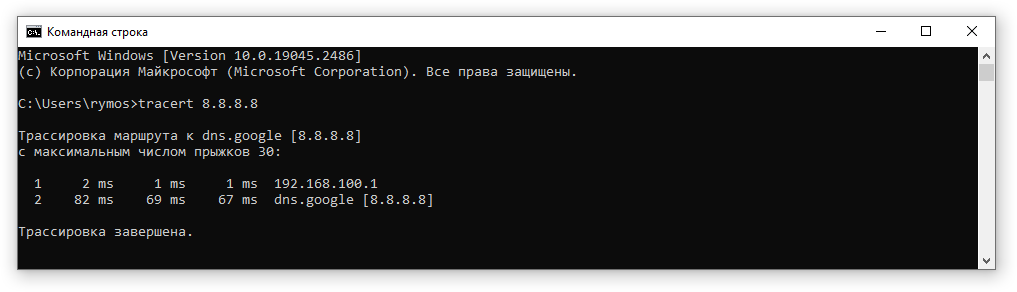 Командная строка
Microsoft Windows [Version 10.0.19045.2486]
(c) Корпорация Майкрософт (Microsoft Corporation). Все права защищены.
C:\Users\rymos>tracert 8.8.8.8
Трассировка маршрута к dns.google [8.8.8.8]
с максимальным числом прыжков 30:
1 2 ms 1 ms 1 ms 192.168.100.1
2 82 ms 69 ms 67 ms dns.google [8.8.8.8]
Трассировка завершена.